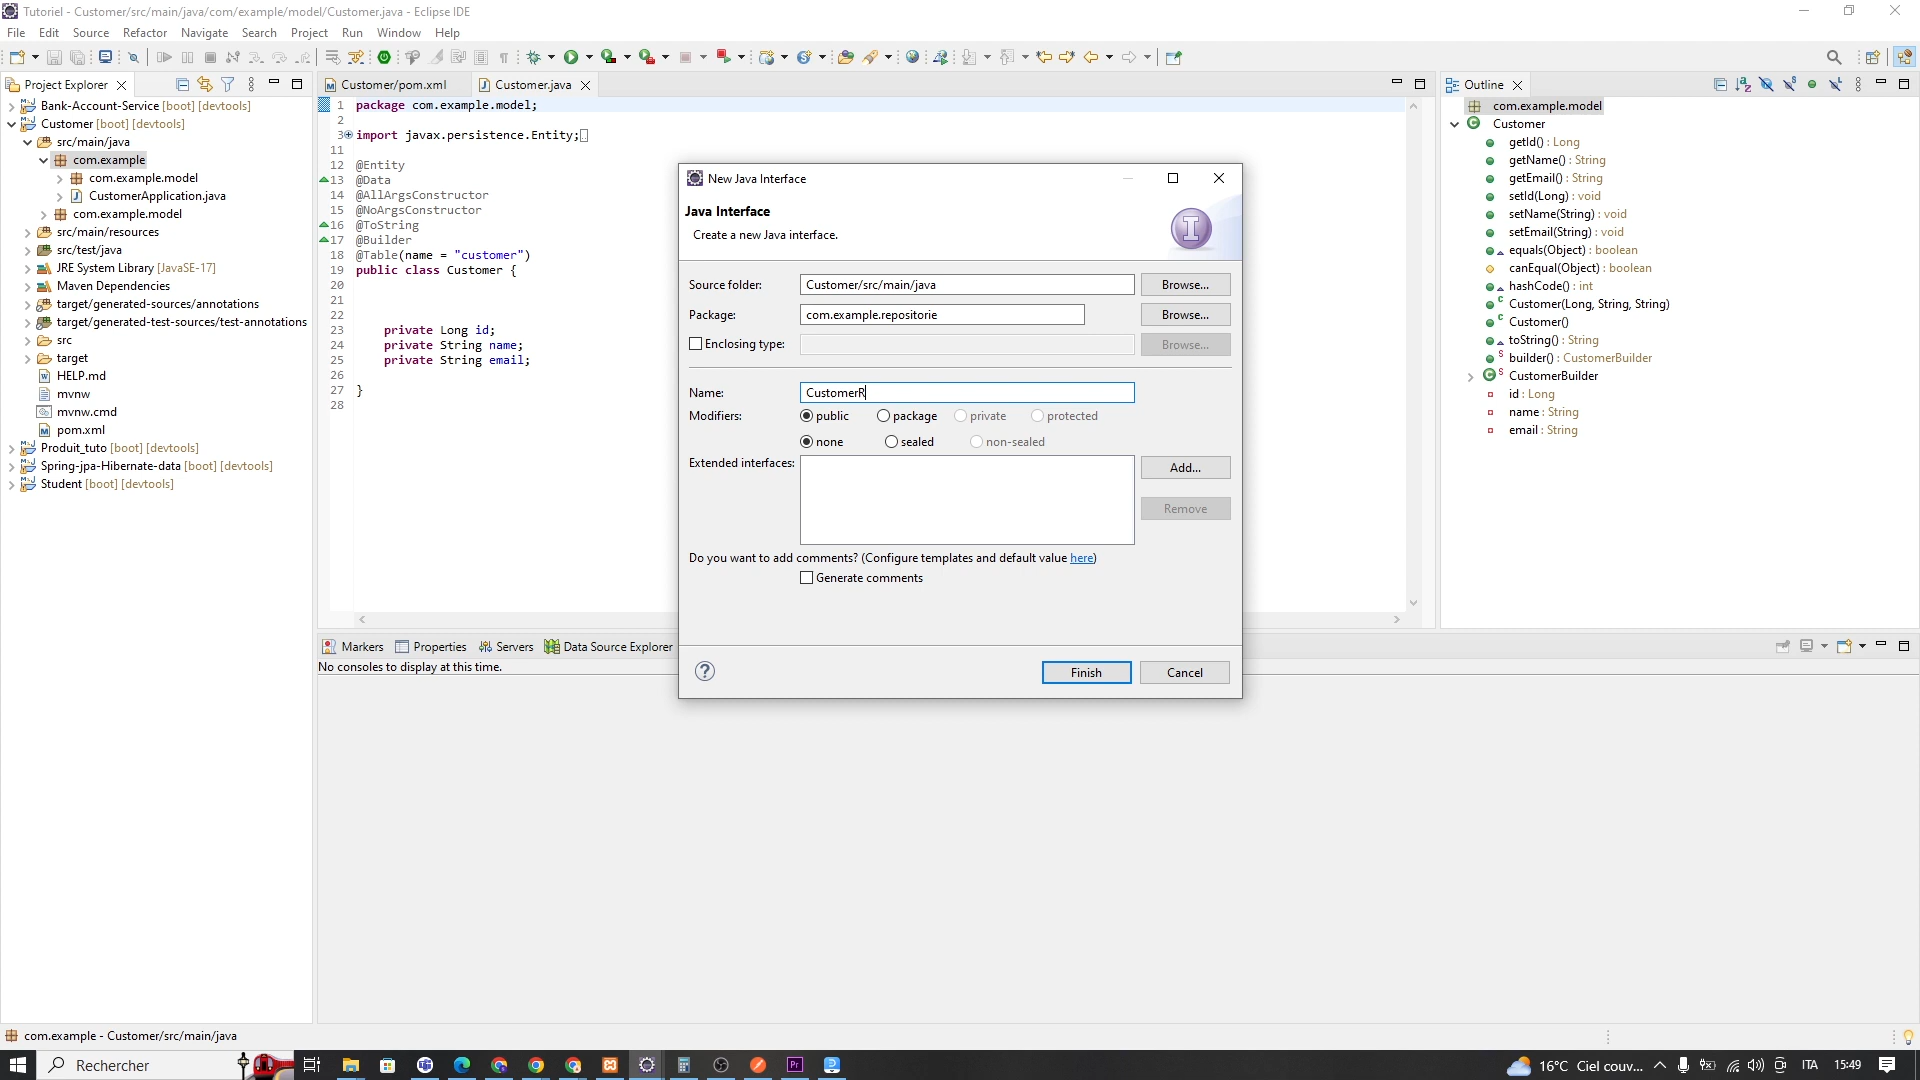 Tutoriel - Customer/src/main/java/com/example/model/Customer.java - Eclipse IDE
File Edit Source Refactor Navigate Search Project Run Window Help
Project Explorer
Bank-Account-Service [boot] [devtools]
Customer [boot] [devtools]
src/main/java
com.example
com.example.model
CustomerApplication.java
com.example.model
src/main/resources
src/test/java
JRE System Library [JavaSE-17]
Maven Dependencies
target/generated-sources/annotations
target/generated-test-sources/test-annotations
src
target
HELP.md
mvnw
mvnw.cmd
pom.xml
Produit_tuto [boot] [devtools]
Spring-jpa-Hibernate-data [boot] [devtools]
Student [boot] [devtools]
Customer/pom.xml Customer.java
1 package com.example.model;
2
3 import javax.persistence.Entity;
11
12 @Entity
13 @Data
14 @AllArgsConstructor
15 @NoArgsConstructor
16 @ToString
17 @Builder
18 @Table(name = "customer")
19 public class Customer {
20
21
22
23 private Long id;
24 private String name;
25 private String email;
26
27 }
28
New Java Interface
Java Interface
Create a new Java interface.
Source folder: Customer/src/main/java Browse...
Package: com.example.repositorie Browse...
Enclosing type: Browse...
Name: CustomerR
Modifiers: public package private protected
none sealed non-sealed
Extended interfaces: Add...
Remove
Do you want to add comments? (Configure templates and default value here)
Generate comments
Finish Cancel
Outline
com.example.model
Customer
getId() : Long
getName() : String
getEmail() : String
setId(Long) : void
setName(String) : void
setEmail(String) : void
equals(Object) : boolean
canEqual(Object) : boolean
hashCode() : int
Customer(Long, String, String)
Customer()
toString() : String
builder() : CustomerBuilder
CustomerBuilder
id : Long
name : String
email : String
Markers Properties Servers Data Source Explorer
No consoles to display at this time.
com.example - Customer/src/main/java
Rechercher
16°C Ciel couv... ITA 15:49